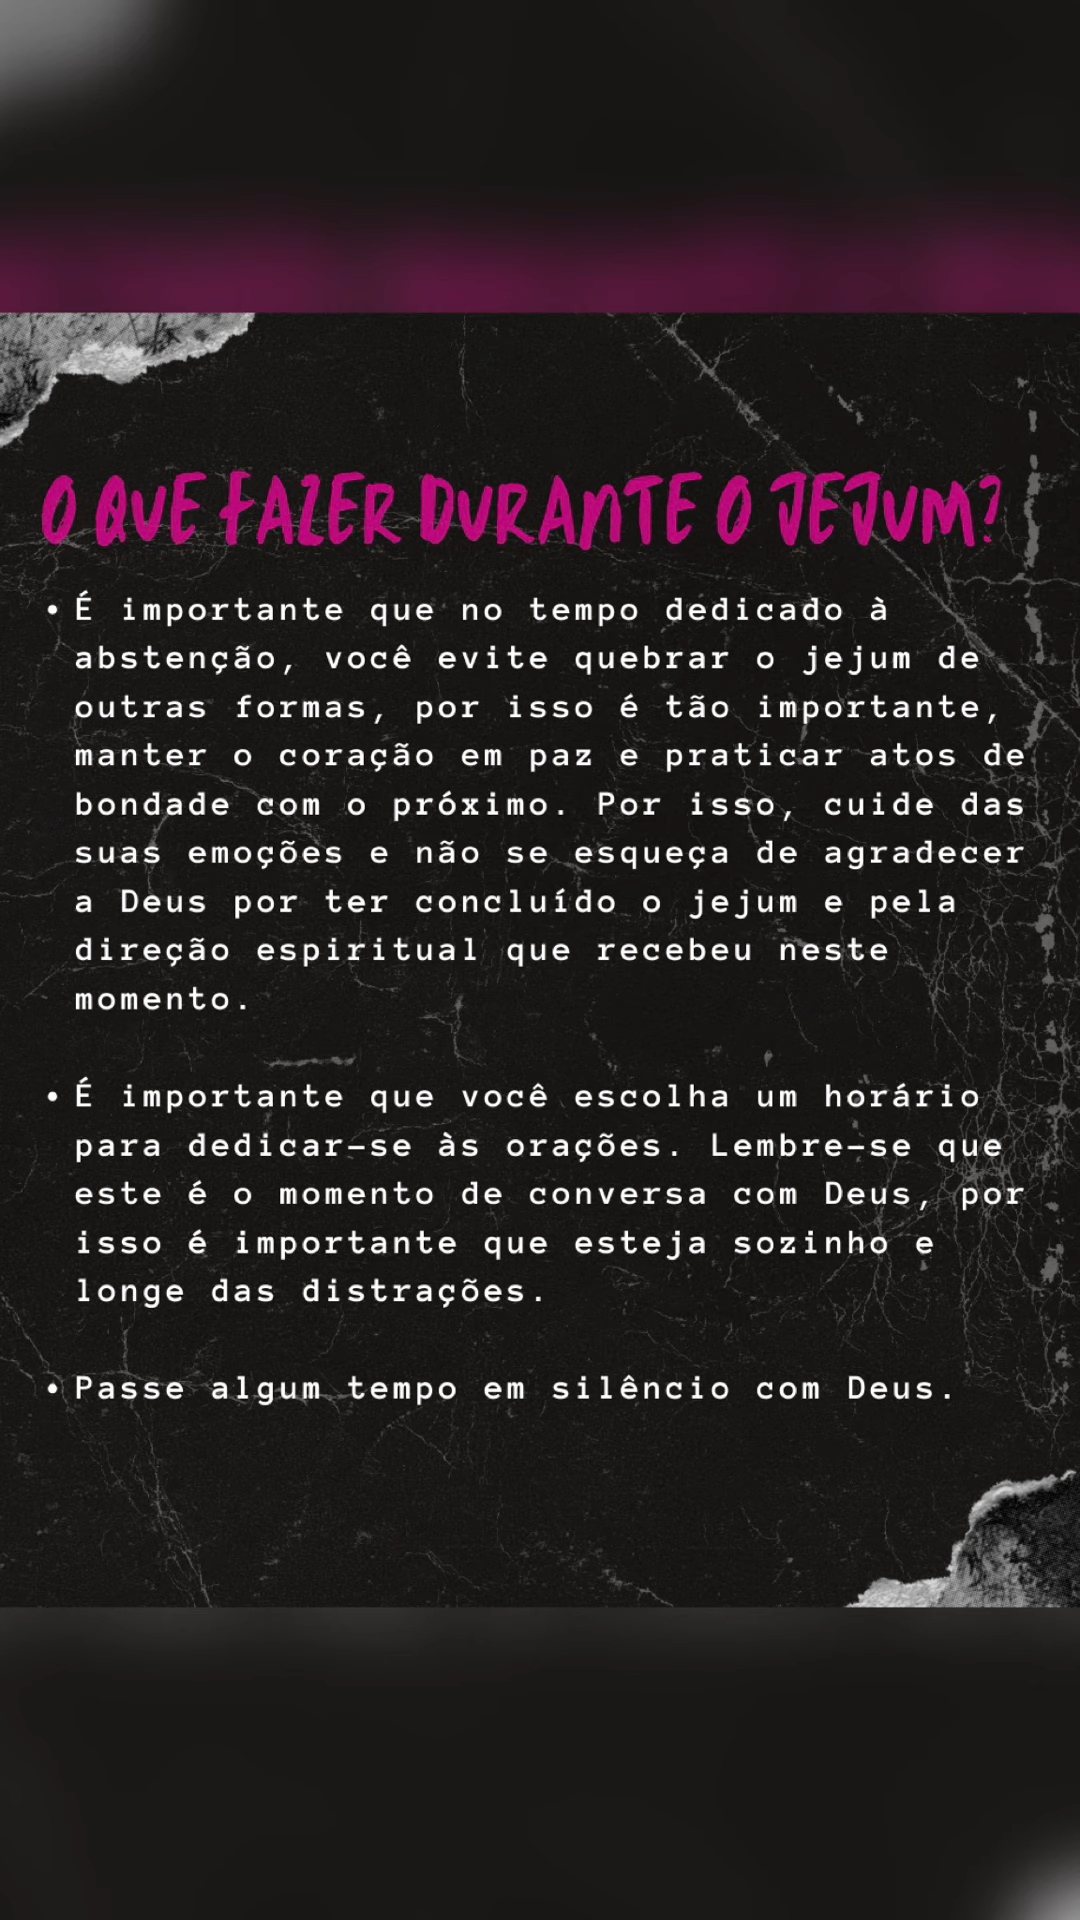 O QUE FAZER DURANTE O JEJUM?
• É importante que no tempo dedicado à
abstenção, você evite quebrar o jejum de
outras formas, por isso é tão importante,
manter o coração em paz e praticar atos de
bondade com o próximo. Por isso, cuide das
suas emoções e não se esqueça de agradecer
a Deus por ter concluído o jejum e pela
direção espiritual que recebeu neste
momento.
• É importante que você escolha um horário
para dedicar-se às orações. Lembre-se que
este é o momento de conversa com Deus, por
isso é importante que esteja sozinho e
longe das distrações.
• Passe algum tempo em silêncio com Deus.